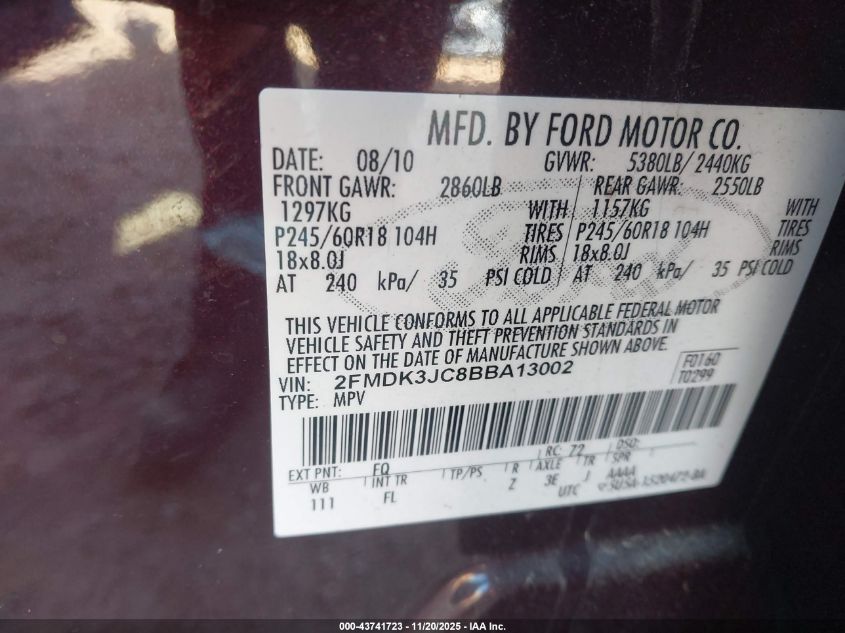 MFD. BY FORD MOTOR CO.
DATE: 08/10 GVWR: 5380LB/ 2440KG
FRONT GAWR: 2860LB REAR GAWR: 2550LB
1297KG WITH 1157KG WITH
P245/60R18 104H TIRES P245/60R18 104H TIRES
18x8.0J RIMS 18x8.0J RIMS
AT 240 kPa/ 35 PSI COLD AT 240 kPa/ 35 PSI COLD
THIS VEHICLE CONFORMS TO ALL APPLICABLE FEDERAL MOTOR
VEHICLE SAFETY AND THEFT PREVENTION STANDARDS IN
EFFECT ON THE DATE OF MANUFACTURE SHOWN ABOVE.
VIN: 2FMDK3JC8BBA13002 F0160
TYPE: MPV T0299
EXT PNT: FQ RC: 72 DSO:
WB INT TR TP/PS R AXLE TR SPR
111 FL Z 3E J AAAA
UTC
000-43741723 - 11/20/2025 - IAA Inc.